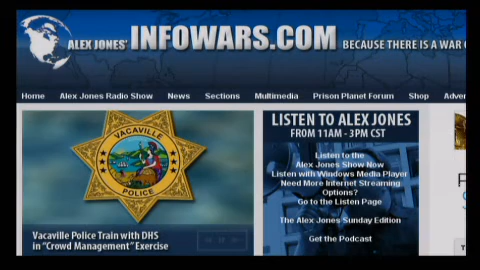 ALEX JONES' INFOWARS.COM BECAUSE THERE IS A WAR
Home Alex Jones Radio Show News Sections Multimedia Prison Planet Forum Shop
VACAVILLE
POLICE
Vacaville Police Train with DHS
in "Crowd Management" Exercise
LISTEN TO ALEX JONES
FROM 11AM - 3PM CST
Listen to the
Alex Jones Show Now
Listen with Windows Media Player
Need More Internet Streaming
Options?
Go to the Listen Page
The Alex Jones Sunday Edition
Get the Podcast